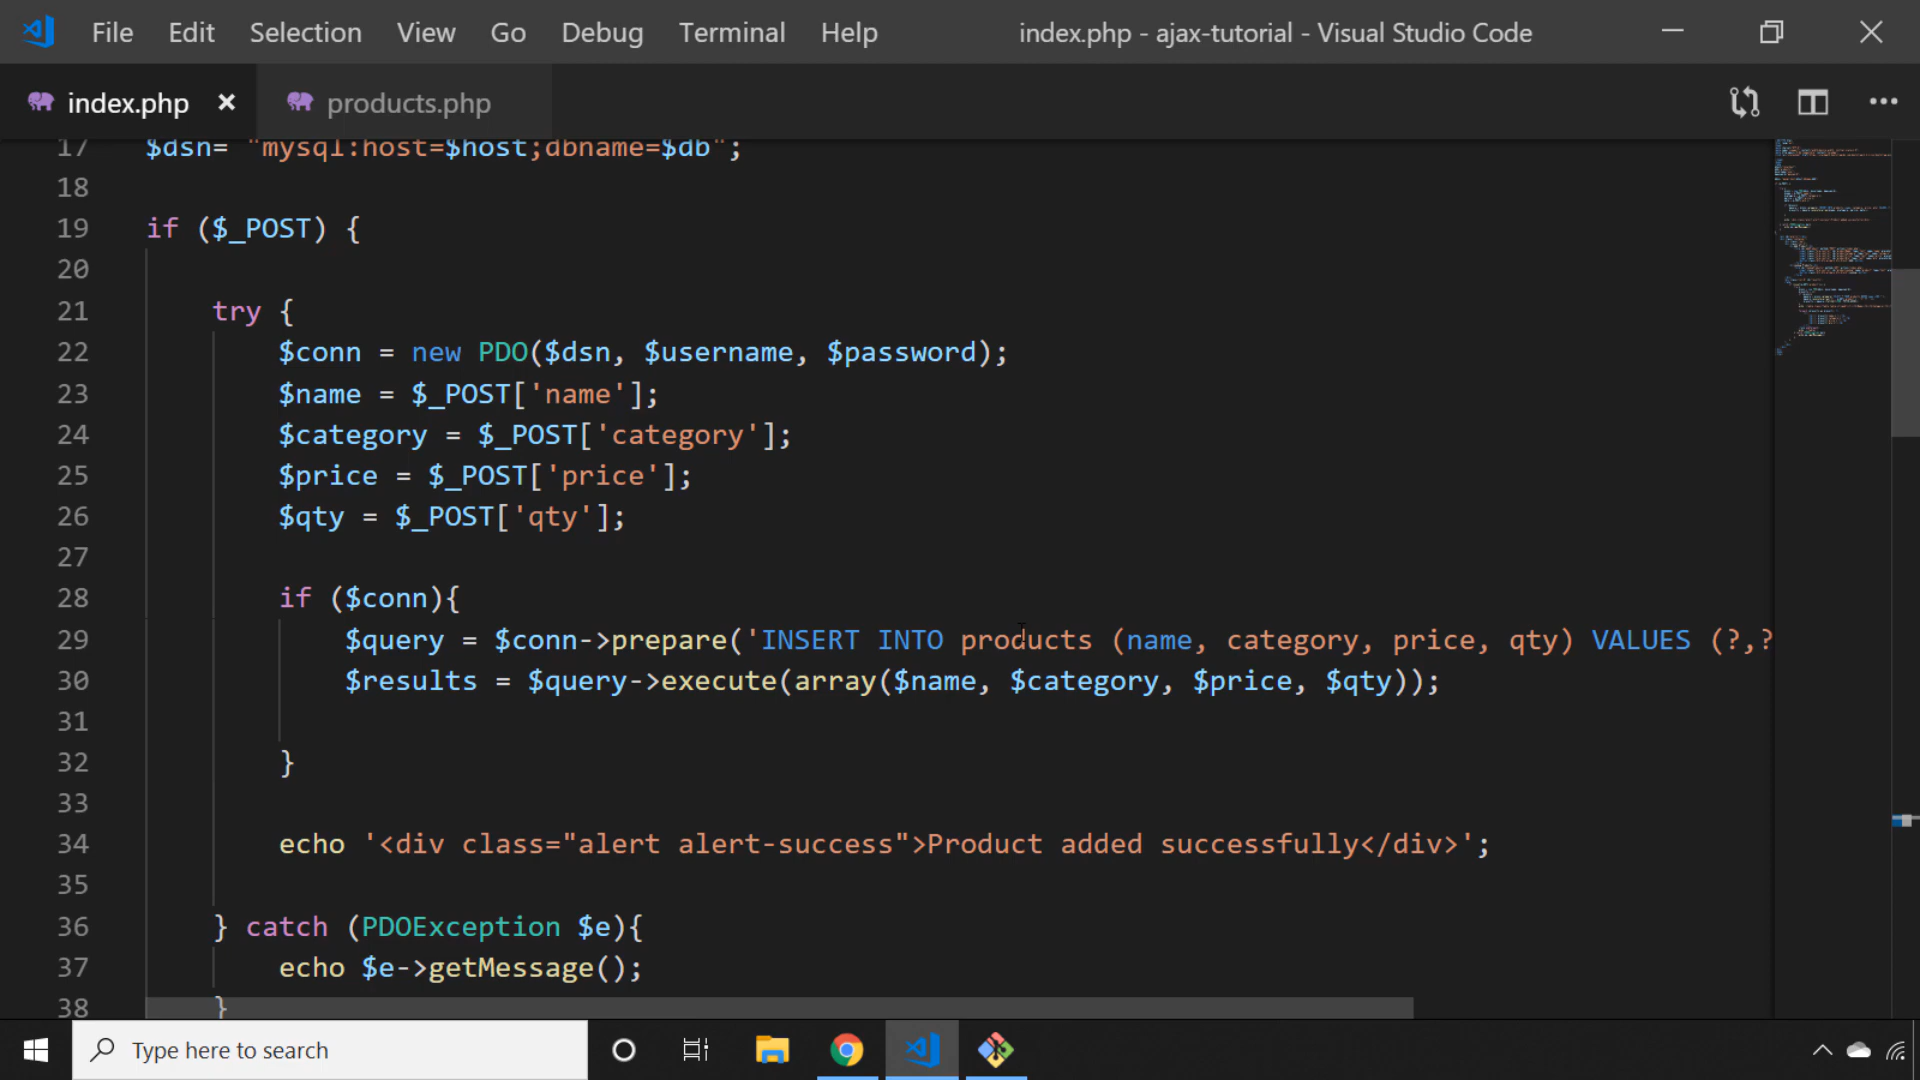 File Edit Selection View Go Debug Terminal Help index.php - ajax-tutorial - Visual Studio Code
index.php products.php
17 $dsn= "mysql:host=$host;dbname=$db";
18
19 if ($_POST) {
20
21 try {
22 $conn = new PDO($dsn, $username, $password);
23 $name = $_POST['name'];
24 $category = $_POST['category'];
25 $price = $_POST['price'];
26 $qty = $_POST['qty'];
27
28 if ($conn){
29 $query = $conn->prepare('INSERT INTO products (name, category, price, qty) VALUES (?,?
30 $results = $query->execute(array($name, $category, $price, $qty));
31
32 }
33
34 echo '<div class="alert alert-success">Product added successfully</div>';
35
36 } catch (PDOException $e){
37 echo $e->getMessage();
38 }
Type here to search